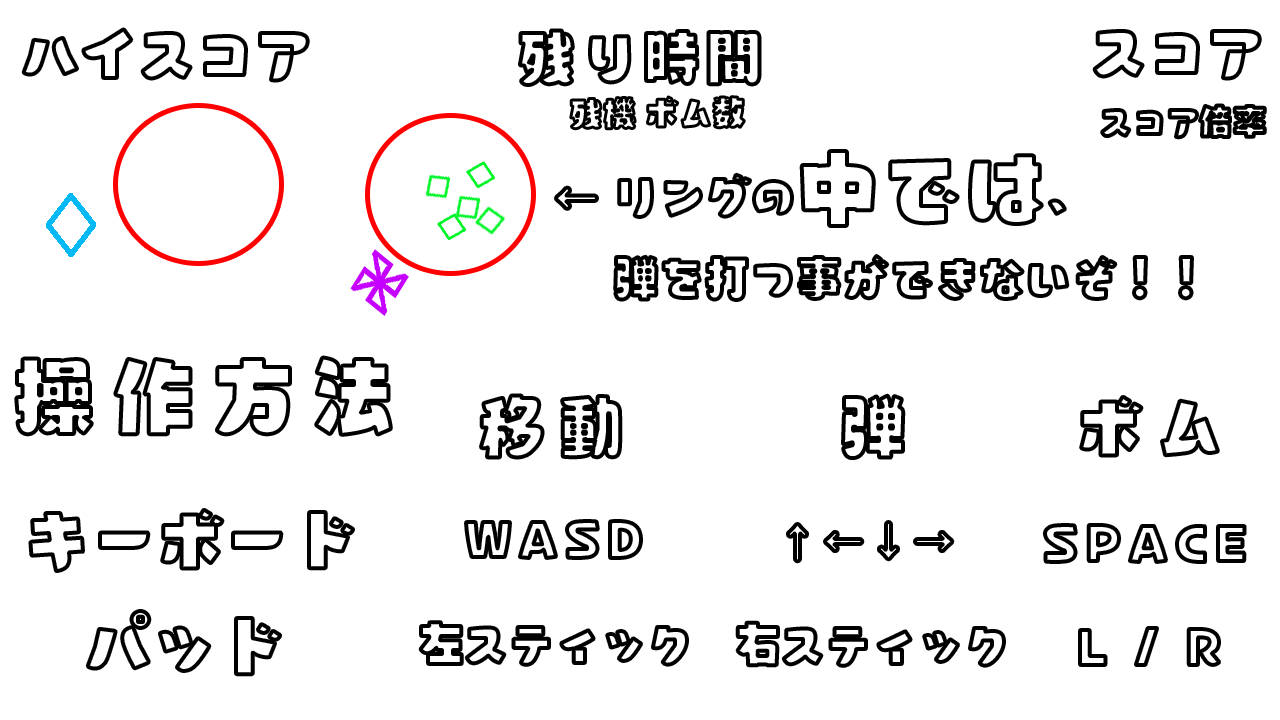 ハイスコア 残り時間 スコア
残機 ボム数 スコア倍率
← リングの中では、
弾を打つ事ができないぞ！！
操作方法 移動 弾 ボム
キーボード WASD ↑←↓→ SPACE
パッド 左スティック 右スティック L / R